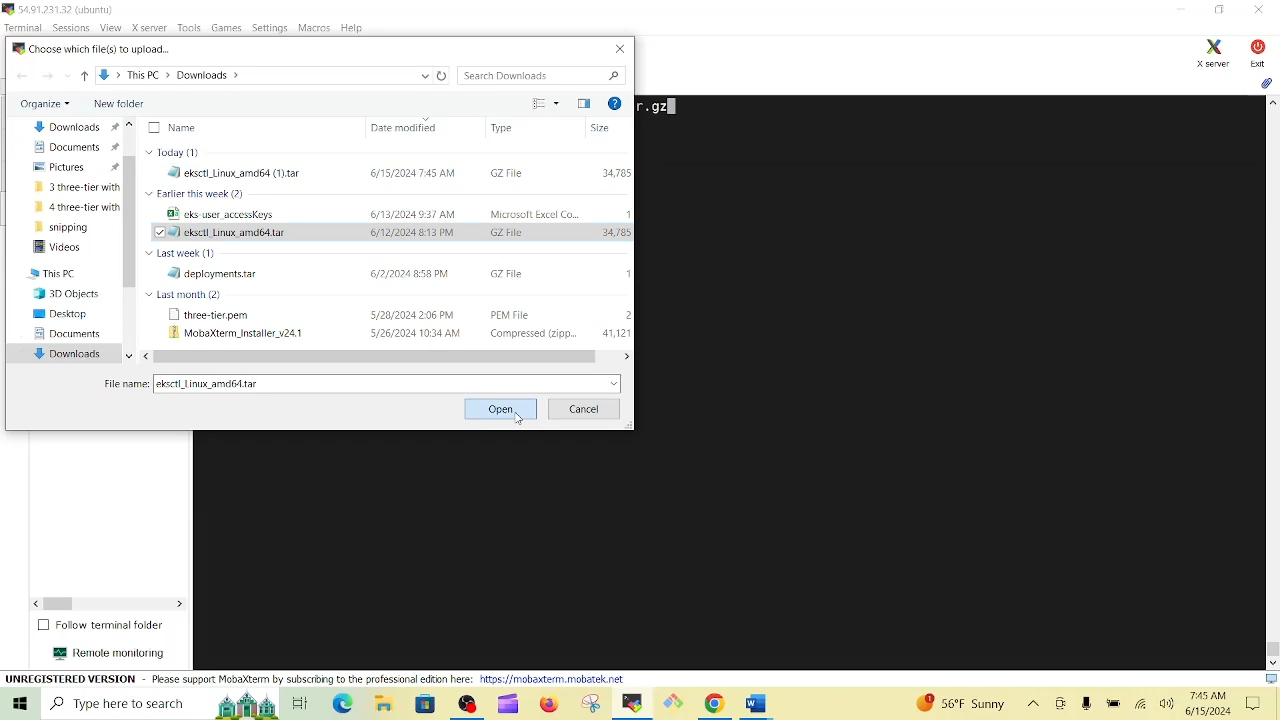 54.91.231.32 (ubuntu)
Terminal Sessions View X server Tools Games Settings Macros Help
Choose which file(s) to upload...
This PC > Downloads >
Search Downloads
X server
Exit
Organize
New folder
r.gz
Downloads
Documents
Pictures
3 three-tier with
4 three-tier with
snipping
Videos
This PC
3D Objects
Desktop
Documents
Downloads
Name Date modified Type Size
Today (1)
eksctl_Linux_amd64 (1).tar 6/15/2024 7:45 AM GZ File 34,785
Earlier this week (2)
eks-user_accessKeys 6/13/2024 9:37 AM Microsoft Excel Co... 1
eksctl_Linux_amd64.tar 6/12/2024 8:13 PM GZ File 34,785
Last week (1)
deployments.tar 6/2/2024 8:58 PM GZ File 1
Last month (2)
three-tier.pem 5/28/2024 2:06 PM PEM File 2
MobaXterm_Installer_v24.1 5/26/2024 10:34 AM Compressed (zipp... 41,121
File name: eksctl_Linux_amd64.tar
Open
Cancel
Follow terminal folder
Remote monitoring
UNREGISTERED VERSION - Please support MobaXterm by subscribing to the professional edition here: https://mobaxterm.mobatek.net
Type here to search
1
56°F Sunny
7:45 AM
6/15/2024